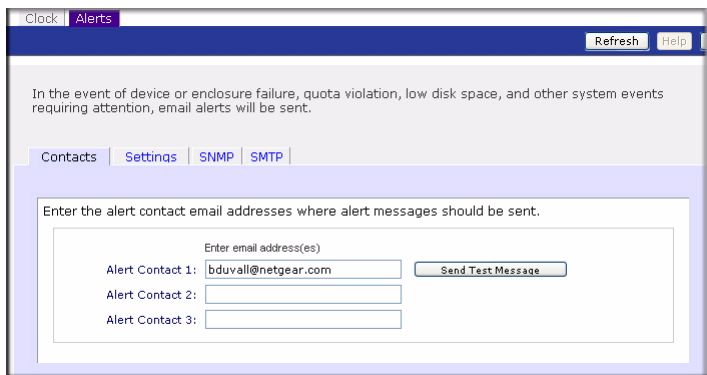 Clock Alerts
Refresh Help
In the event of device or enclosure failure, quota violation, low disk space, and other system events
requiring attention, email alerts will be sent.
Contacts Settings SNMP SMTP
Enter the alert contact email addresses where alert messages should be sent.
Enter email address(es)
Alert Contact 1: bduvall@netgear.com Send Test Message
Alert Contact 2:
Alert Contact 3: